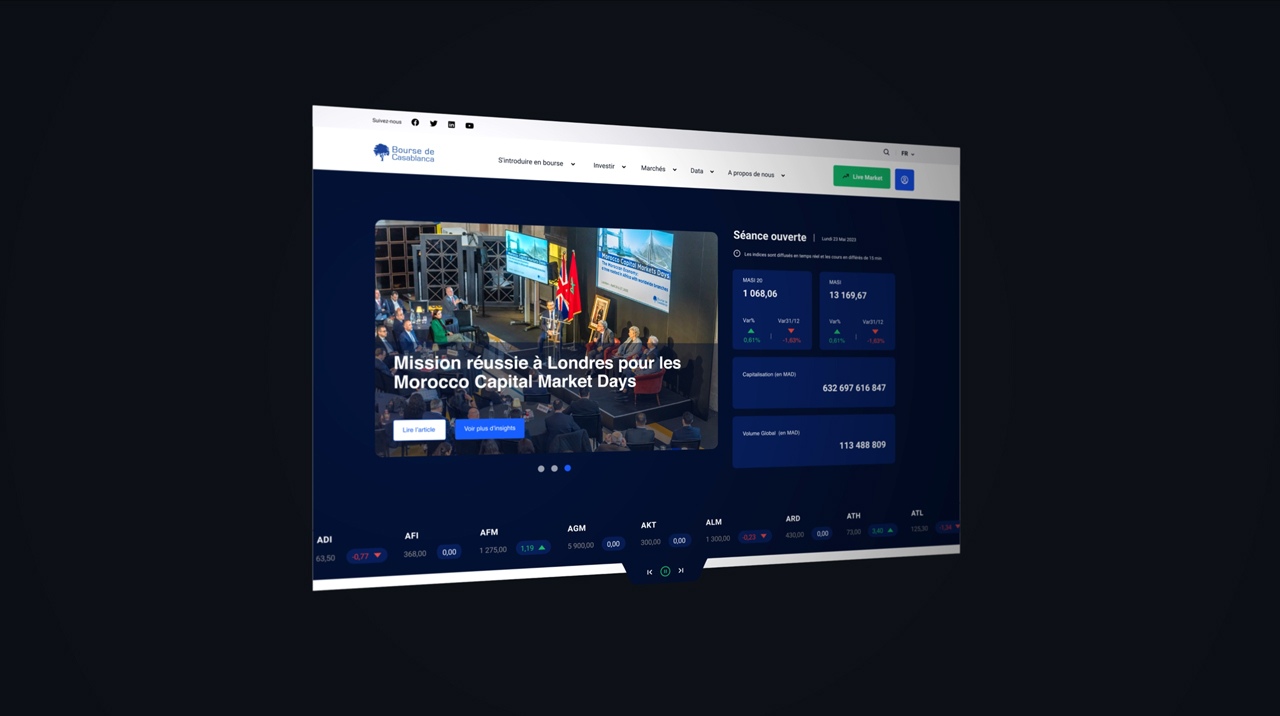 Suivez-nous
FR
Bourse de
Casablanca
S'introduire en bourse
Investir
Marchés
Data
A propos de nous
Live Market
Morocco Capital Markets Days
Mission réussie à Londres pour les
Morocco Capital Market Days
Lire l'article
Voir plus d'insights
Séance ouverte
Lundi 23 Mai 2023
Les indices sont diffusés en temps réel et les cours en différés de 15 min
MASI 20
1 068,06
Var%
Var31/12
0,61%
-1,63%
MASI
13 169,67
Var%
Var31/12
0,61%
-1,63%
Capitalisation (en MAD)
632 697 616 847
Volume Global (en MAD)
113 488 809
ADI
63,50
-0,77
AFI
368,00
0,00
AFM
1 275,00
1,19
AGM
5 900,00
0,00
AKT
300,00
0,00
ALM
1 300,00
-0,23
ARD
430,00
0,00
ATH
73,00
3,40
ATL
125,30